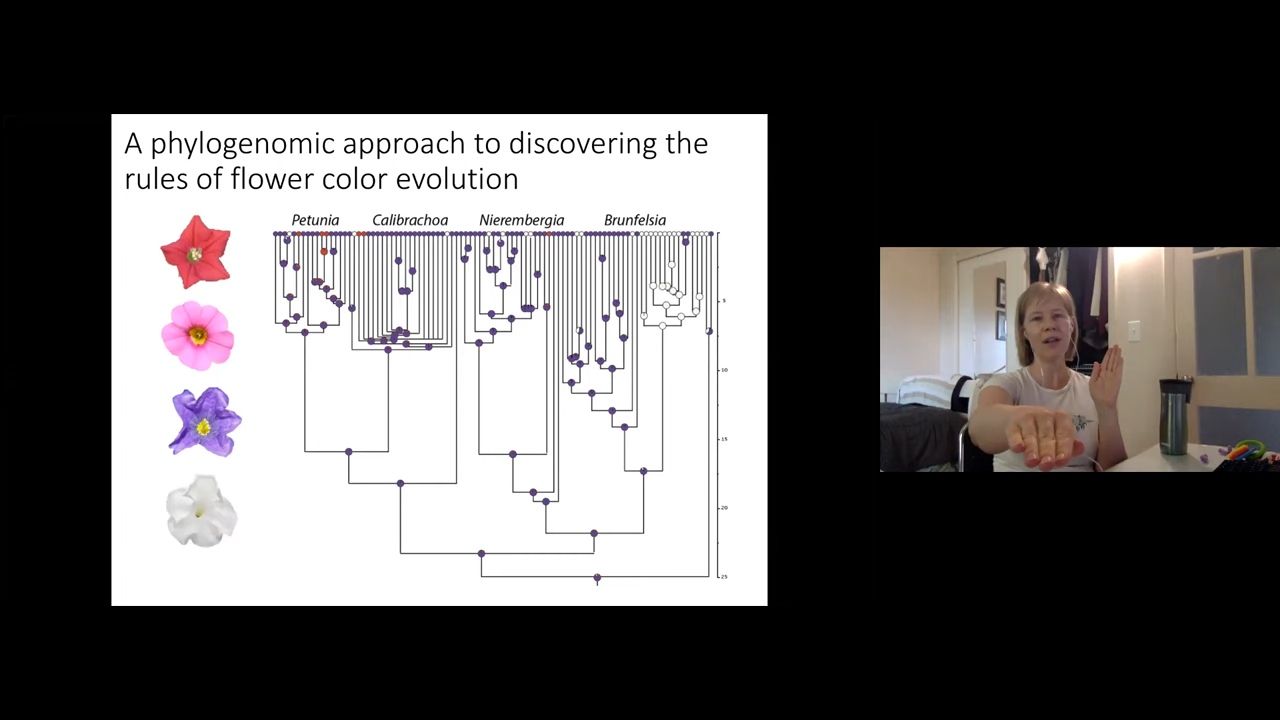 A phylogenomic approach to discovering the
rules of flower color evolution
Petunia Calibrachoa Nierembergia Brunfelsia
5
10
15
20
25